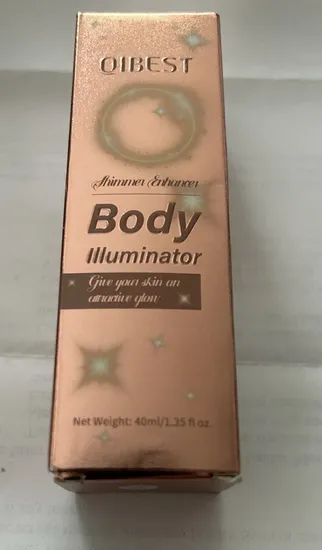 QIBEST
Shimmer Enhancer
Body
Illuminator
Give your skin an
attractive glow
Net Weight: 40ml/1.35 fl oz.